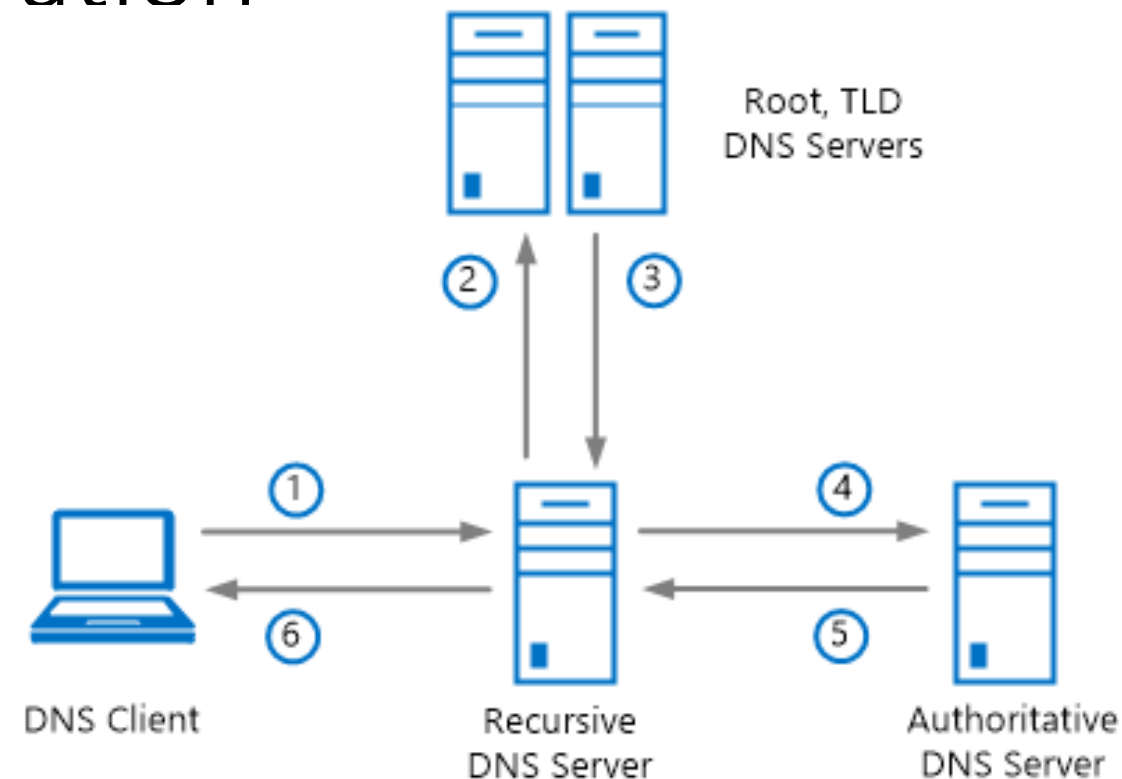 Root, TLD
DNS Servers
2
3
1
4
6
5
DNS Client
Recursive
DNS Server
Authoritative
DNS Server